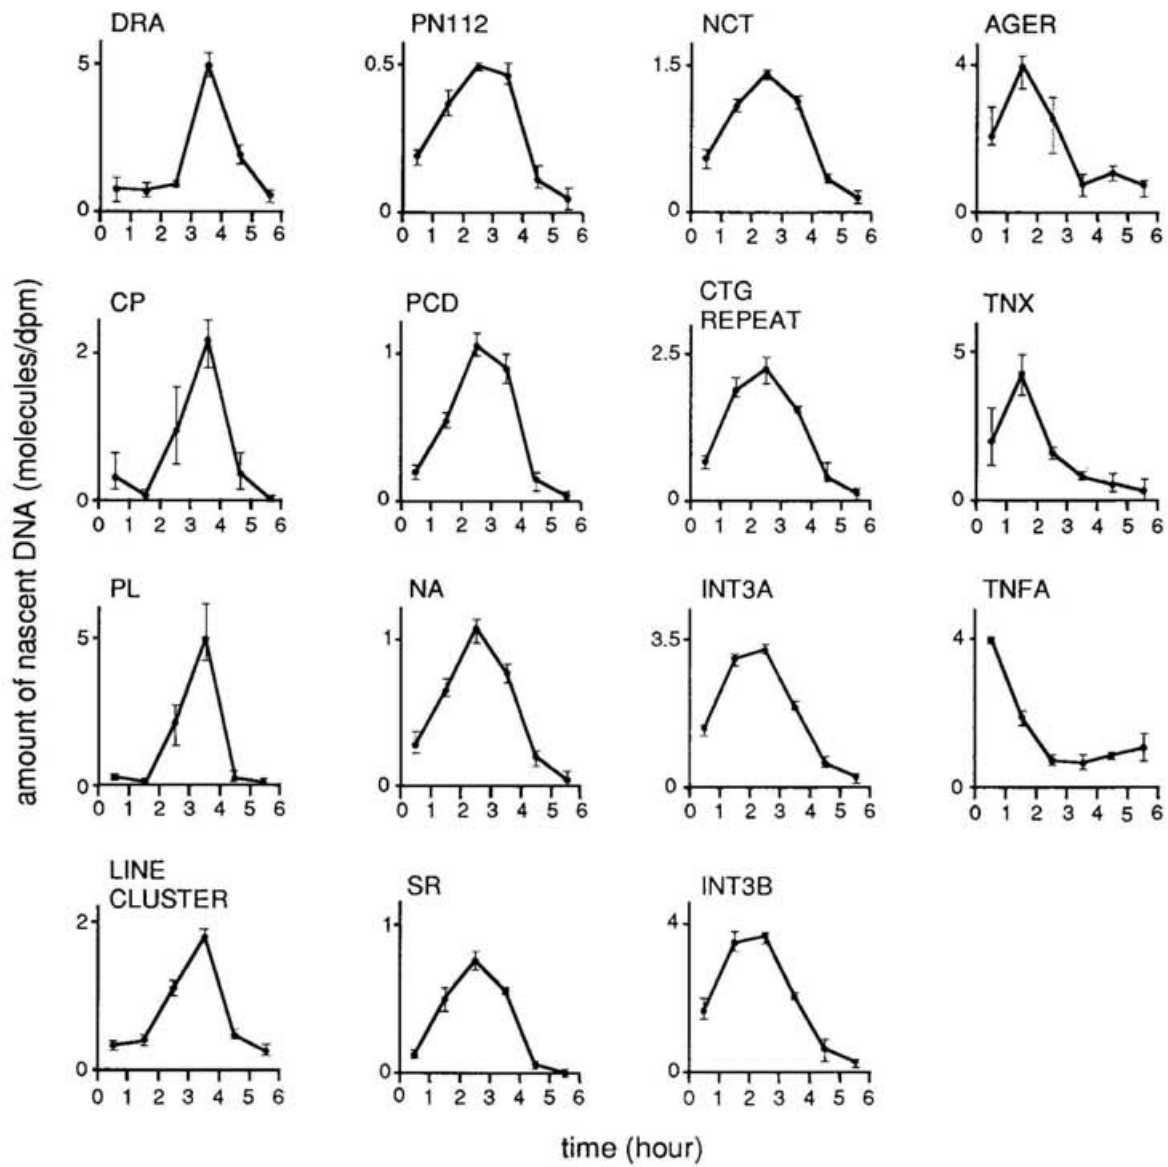 DRA
5
0
0 1 2 3 4 5 6
PN112
0.5
0
0 1 2 3 4 5 6
NCT
1.5
0
0 1 2 3 4 5 6
AGER
4
0
0 1 2 3 4 5 6
CP
2
0
0 1 2 3 4 5 6
PCD
1
0
0 1 2 3 4 5 6
CTG
REPEAT
2.5
0
0 1 2 3 4 5 6
TNX
5
0
0 1 2 3 4 5 6
amount of nascent DNA (molecules/dpm)
PL
5
0
0 1 2 3 4 5 6
NA
1
0
0 1 2 3 4 5 6
INT3A
3.5
0
0 1 2 3 4 5 6
TNFA
4
0
0 1 2 3 4 5 6
LINE
CLUSTER
2
0
0 1 2 3 4 5 6
SR
1
0
0 1 2 3 4 5 6
INT3B
4
0
0 1 2 3 4 5 6
time (hour)